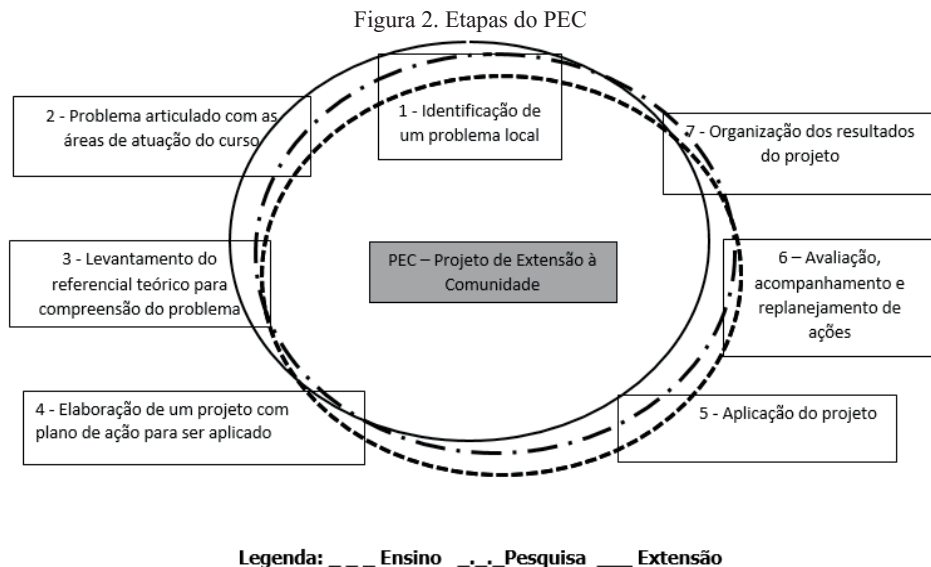 Figura 2. Etapas do PEC
1 - Identificação de
um problema local
2 - Problema articulado com as
áreas de atuação do curso
3 - Levantamento do
referencial teórico para
compreensão do problema
4 - Elaboração de um projeto com
plano de ação para ser aplicado
5 - Aplicação do projeto
6 – Avaliação,
acompanhamento e
replanejamento de
ações
7 - Organização dos resultados
do projeto
PEC – Projeto de Extensão à
Comunidade
Legenda: _ _ _ Ensino _._._Pesquisa ___ Extensão